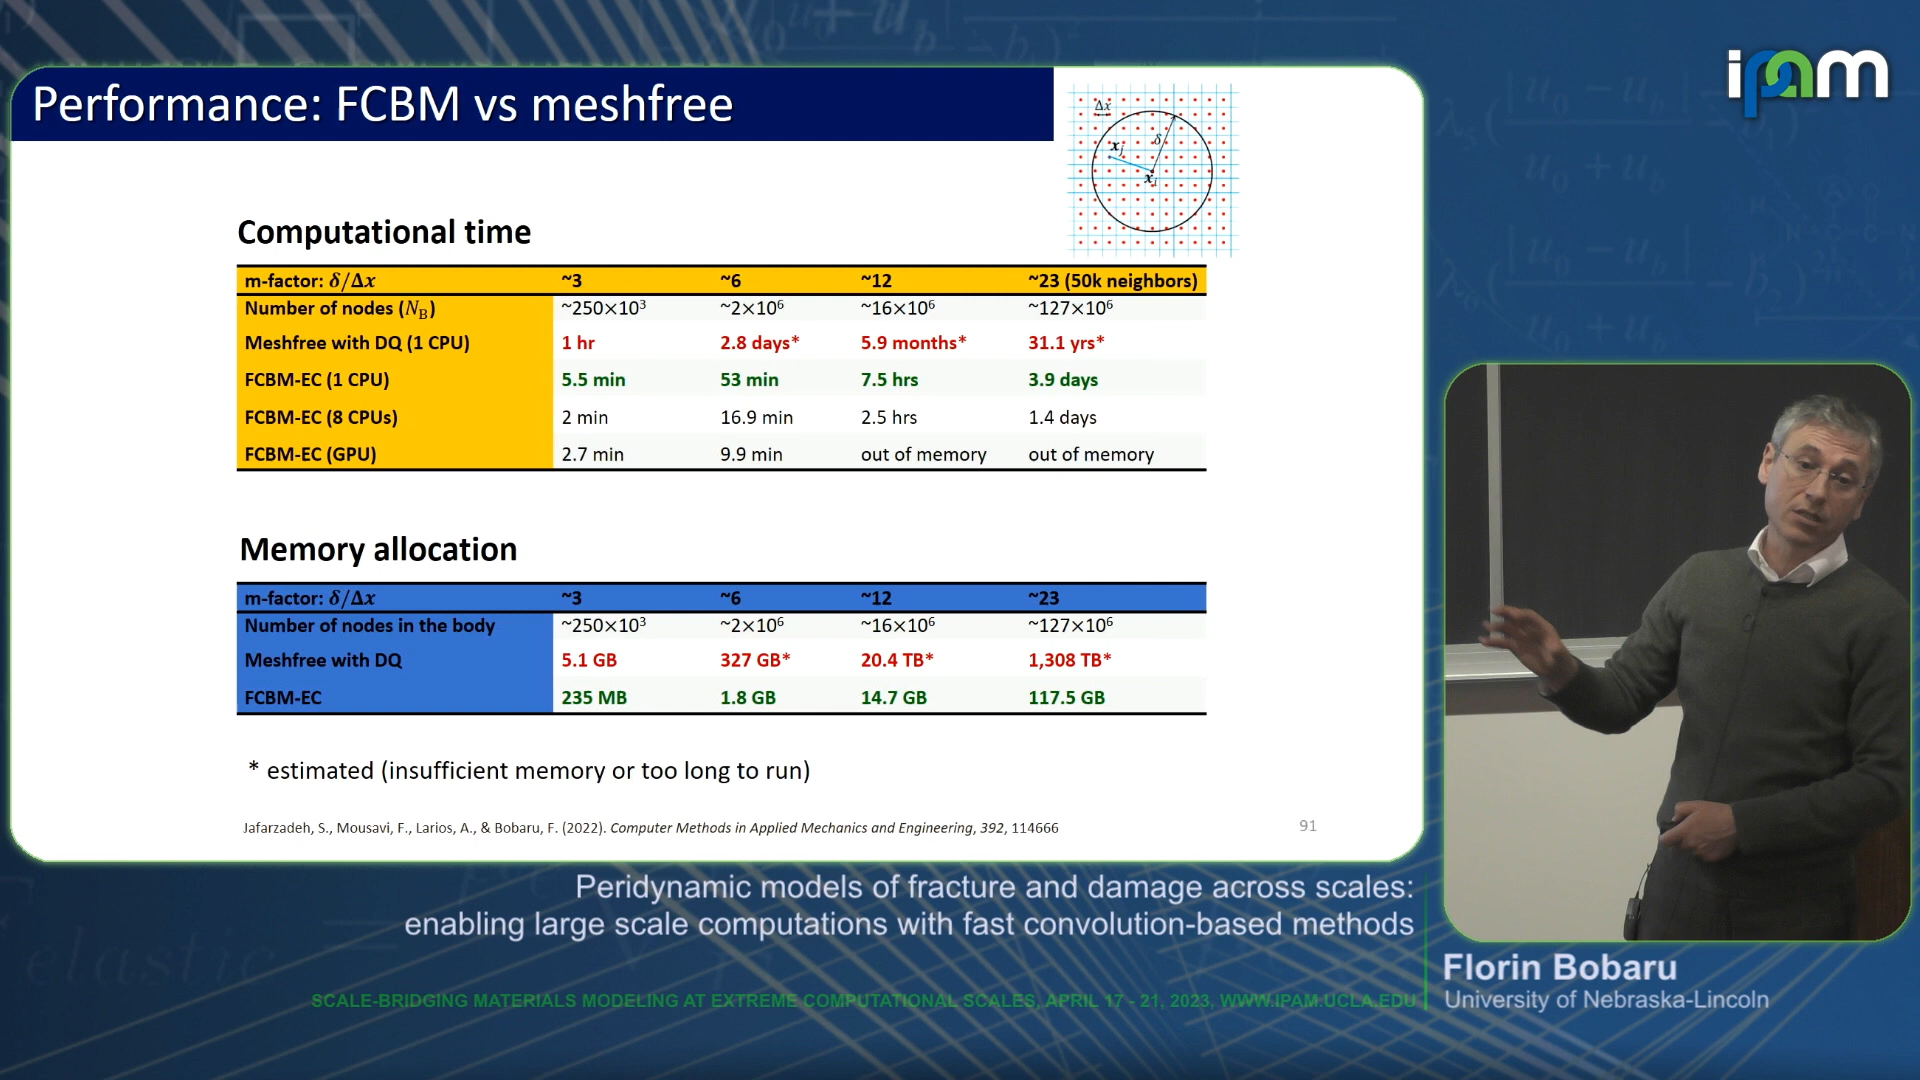 ipam
Performance: FCBM vs meshfree
Δx
δ
xⱼ
xᵢ
Computational time
m-factor: δ/Δx ~3 ~6 ~12 ~23 (50k neighbors)
Number of nodes (N_B) ~250×10³ ~2×10⁶ ~16×10⁶ ~127×10⁶
Meshfree with DQ (1 CPU) 1 hr 2.8 days* 5.9 months* 31.1 yrs*
FCBM-EC (1 CPU) 5.5 min 53 min 7.5 hrs 3.9 days
FCBM-EC (8 CPUs) 2 min 16.9 min 2.5 hrs 1.4 days
FCBM-EC (GPU) 2.7 min 9.9 min out of memory out of memory
Memory allocation
m-factor: δ/Δx ~3 ~6 ~12 ~23
Number of nodes in the body ~250×10³ ~2×10⁶ ~16×10⁶ ~127×10⁶
Meshfree with DQ 5.1 GB 327 GB* 20.4 TB* 1,308 TB*
FCBM-EC 235 MB 1.8 GB 14.7 GB 117.5 GB
* estimated (insufficient memory or too long to run)
Jafarzadeh, S., Mousavi, F., Larios, A., & Bobaru, F. (2022). Computer Methods in Applied Mechanics and Engineering, 392, 114666
91
Peridynamic models of fracture and damage across scales:
enabling large scale computations with fast convolution-based methods
SCALE-BRIDGING MATERIALS MODELING AT EXTREME COMPUTATIONAL SCALES, APRIL 17 - 21, 2023, WWW.IPAM.UCLA.EDU
Florin Bobaru
University of Nebraska-Lincoln
elastic